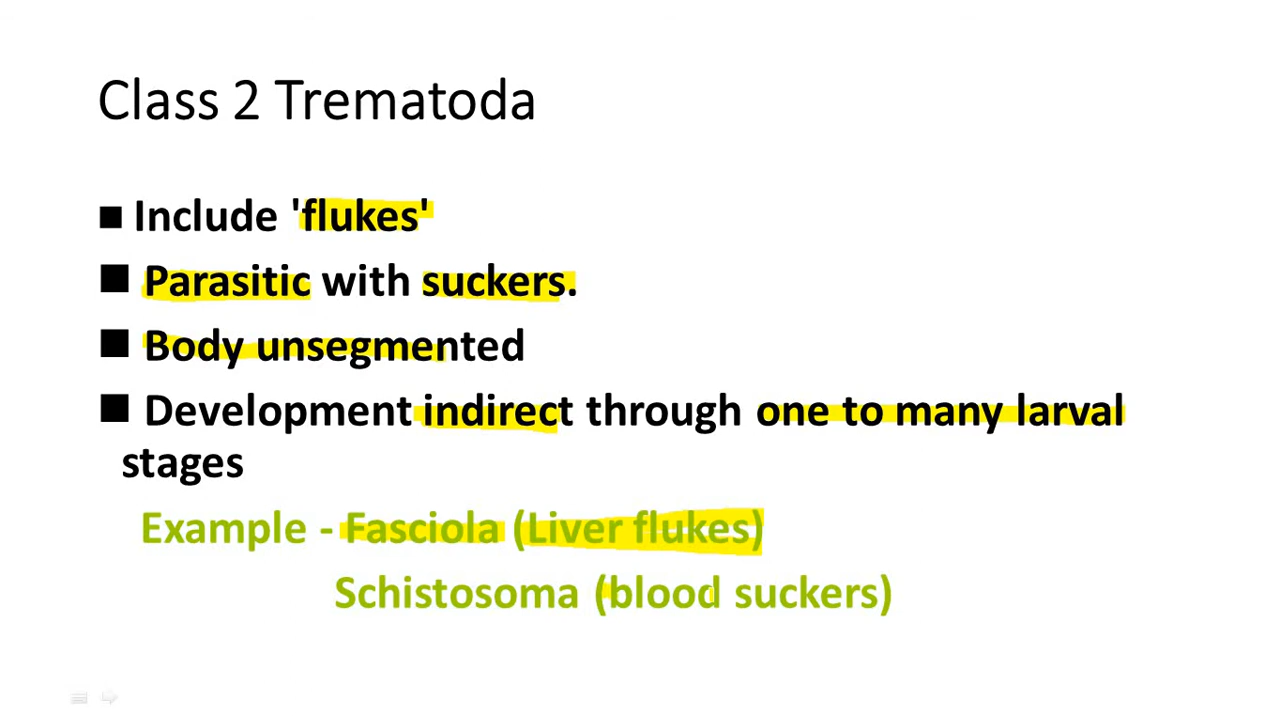 Class 2 Trematoda
■ Include 'flukes'
■ Parasitic with suckers.
■ Body unsegmented
■ Development indirect through one to many larval
stages
Example - Fasciola (Liver flukes)
Schistosoma (blood suckers)